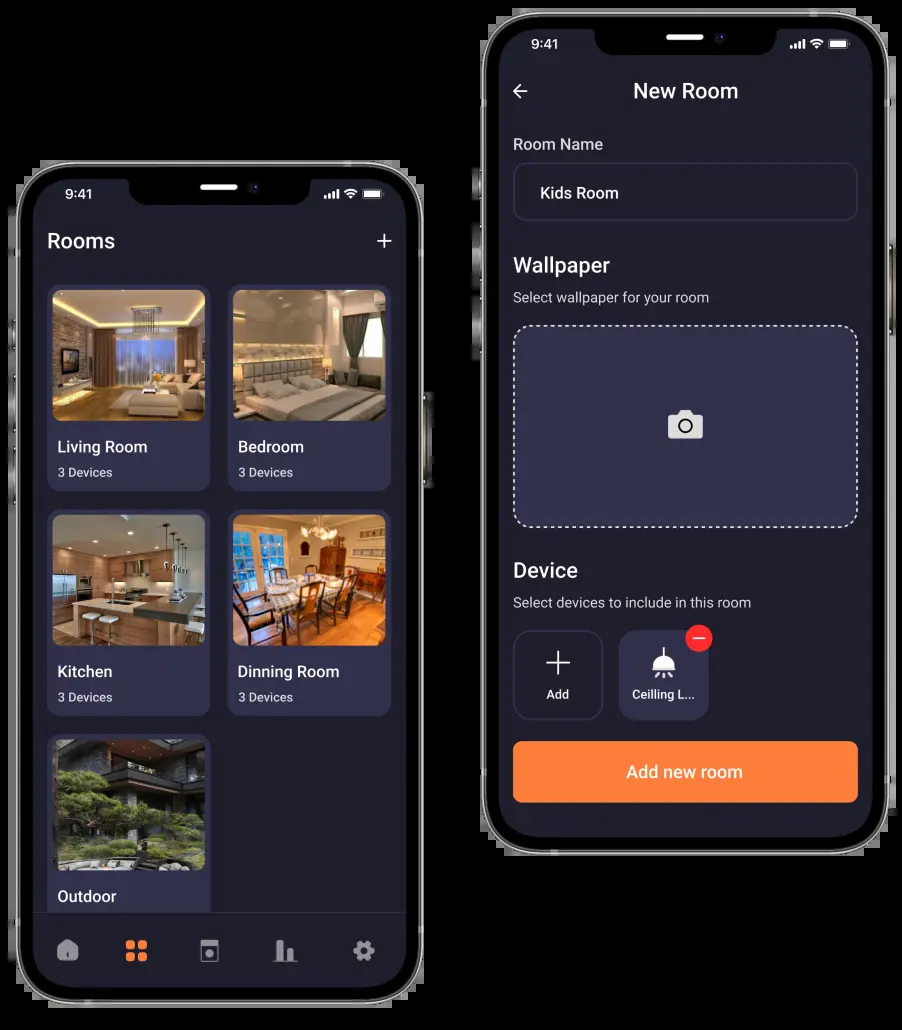 9:41
Rooms
Living Room
3 Devices
Bedroom
3 Devices
Kitchen
3 Devices
Dinning Room
3 Devices
Outdoor
9:41
New Room
Room Name
Kids Room
Wallpaper
Select wallpaper for your room
Device
Select devices to include in this room
Add
Ceilling L...
Add new room